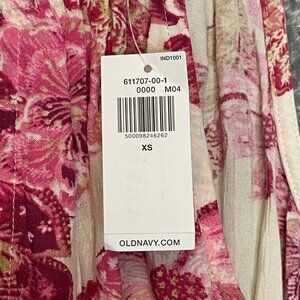 IND1001
611707-00-1
0000 M04
500098246262
XS
OLDNAVY.COM